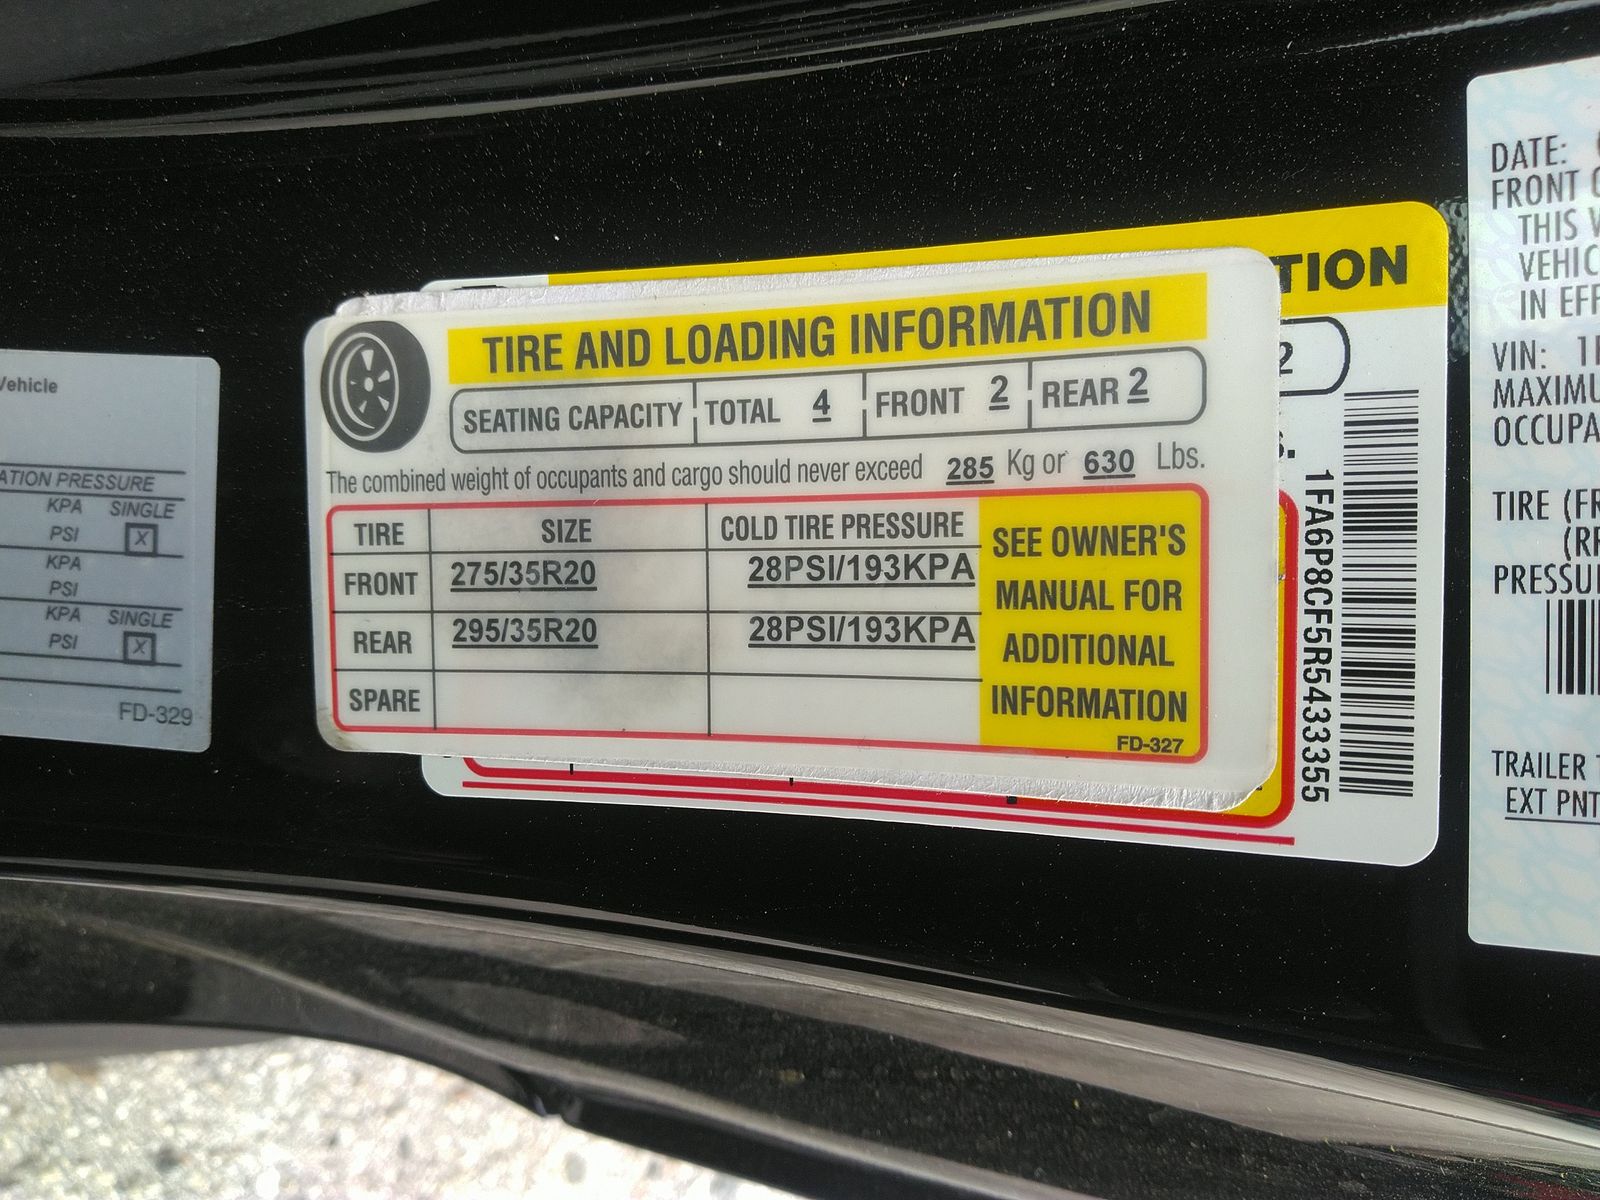 Vehicle
ATION PRESSURE
KPA SINGLE
PSI X
KPA
PSI
KPA SINGLE
PSI X
FD-329
TIRE AND LOADING INFORMATION
SEATING CAPACITY TOTAL 4 FRONT 2 REAR 2
The combined weight of occupants and cargo should never exceed 285 Kg or 630 Lbs.
TIRE SIZE COLD TIRE PRESSURE
FRONT 275/35R20 28PSI/193KPA
REAR 295/35R20 28PSI/193KPA
SPARE
SEE OWNER'S
MANUAL FOR
ADDITIONAL
INFORMATION
FD-327
TION
2
1FA6P8CF5R5433355
DATE:
FRONT
THIS
VEHIC
IN EFF
VIN: 1
MAXIMU
OCCUPA
TIRE (FR
(RR
PRESSU
TRAILER T
EXT PNT